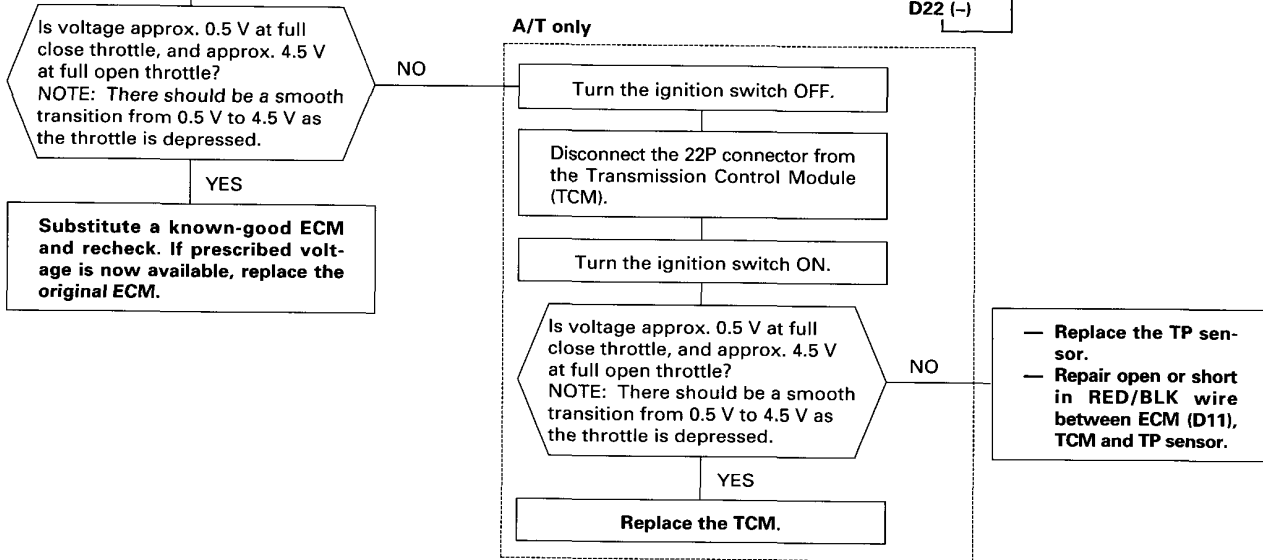 D22 (–)
A/T only
Is voltage approx. 0.5 V at full
close throttle, and approx. 4.5 V
at full open throttle?
NOTE: There should be a smooth
transition from 0.5 V to 4.5 V as
the throttle is depressed.
NO
YES
Substitute a known-good ECM
and recheck. If prescribed volt-
age is now available, replace the
original ECM.
Turn the ignition switch OFF.
Disconnect the 22P connector from
the Transmission Control Module
(TCM).
Turn the ignition switch ON.
Is voltage approx. 0.5 V at full
close throttle, and approx. 4.5 V
at full open throttle?
NOTE: There should be a smooth
transition from 0.5 V to 4.5 V as
the throttle is depressed.
NO
— Replace the TP sen-
sor.
— Repair open or short
in RED/BLK wire
between ECM (D11),
TCM and TP sensor.
YES
Replace the TCM.